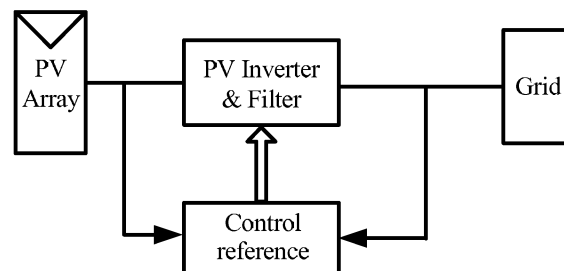 PV
Array
PV Inverter
& Filter
Grid
Control
reference